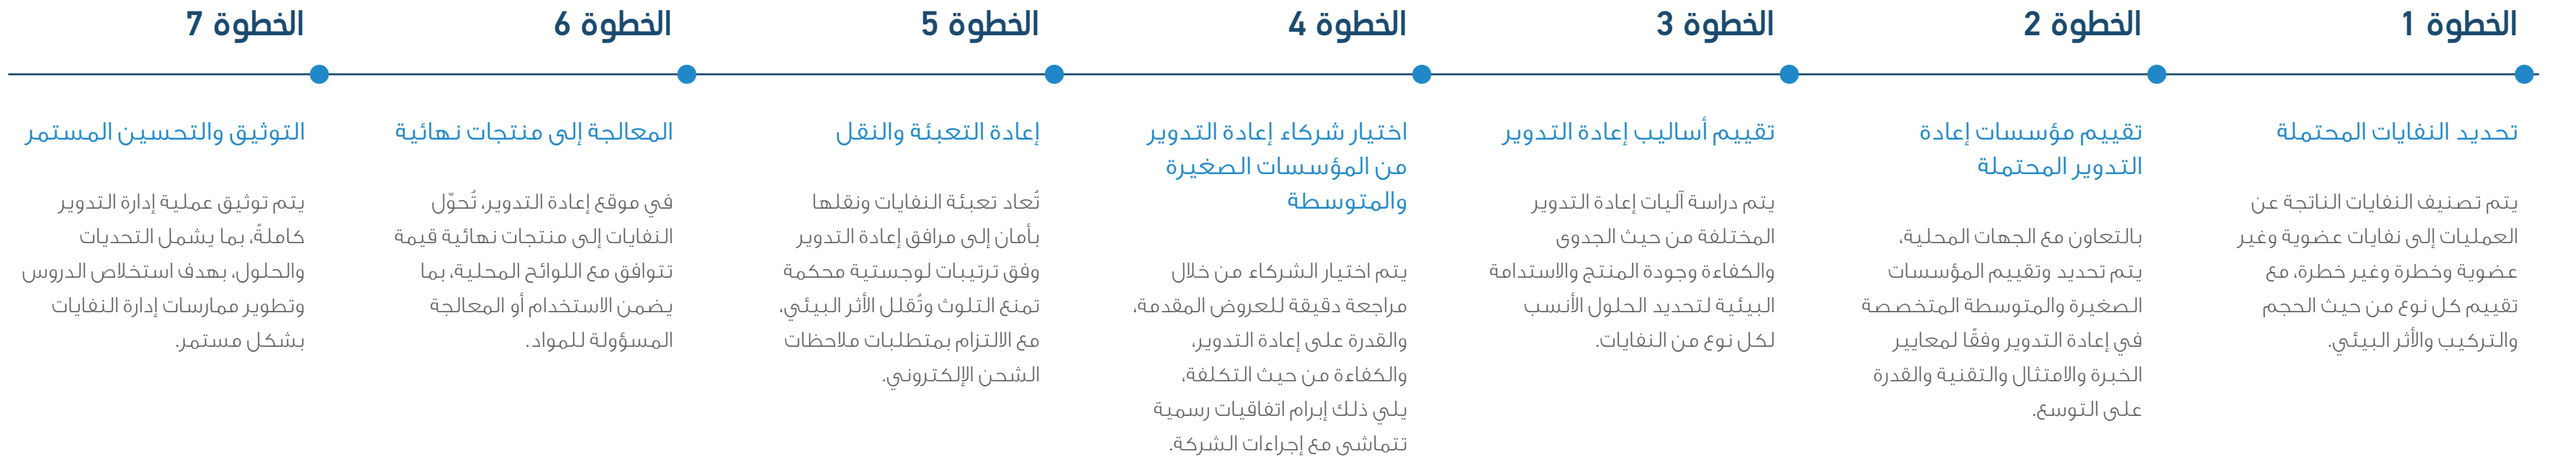 الخطوة 1
تحديد النفايات المحتملة
يتم تصنيف النفايات الناتجة عن
العمليات إلى نفايات عضوية وغير
عضوية وخطرة وغير خطرة، مع
تقييم كل نوع من حيث الحجم
والتركيب والأثر البيئي.
الخطوة 2
تقييم مؤسسات إعادة
التدوير المحتملة
بالتعاون مع الجهات المحلية،
يتم تحديد وتقييم المؤسسات
الصغيرة والمتوسطة المتخصصة
في إعادة التدوير وفقًا لمعايير
الخبرة والامتثال والتقنية والقدرة
على التوسع.
الخطوة 3
تقييم أساليب إعادة التدوير
يتم دراسة آليات إعادة التدوير
المختلفة من حيث الجدوى
والكفاءة وجودة المنتج والاستدامة
البيئية لتحديد الحلول الأنسب
لكل نوع من النفايات.
الخطوة 4
اختيار شركاء إعادة التدوير
من المؤسسات الصغيرة
والمتوسطة
يتم اختيار الشركاء من خلال
مراجعة دقيقة للعروض المقدمة،
والقدرة على إعادة التدوير،
والكفاءة من حيث التكلفة،
يلي ذلك إبرام اتفاقيات رسمية
تتماشى مع إجراءات الشركة.
الخطوة 5
إعادة التعبئة والنقل
تُعاد تعبئة النفايات ونقلها
بأمان إلى مرافق إعادة التدوير
وفق ترتيبات لوجستية محكمة
تمنع التلوث وتُقلل الأثر البيئي،
مع الالتزام بمتطلبات ملاحظات
الشحن الإلكتروني.
الخطوة 6
المعالجة إلى منتجات نهائية
في موقع إعادة التدوير، تُحوّل
النفايات إلى منتجات نهائية قيمة
تتوافق مع اللوائح المحلية، بما
يضمن الاستخدام أو المعالجة
المسؤولة للمواد.
الخطوة 7
التوثيق والتحسين المستمر
يتم توثيق عملية إدارة التدوير
كاملةً، بما يشمل التحديات
والحلول، بهدف استخلاص الدروس
وتطوير ممارسات إدارة النفايات
بشكل مستمر.